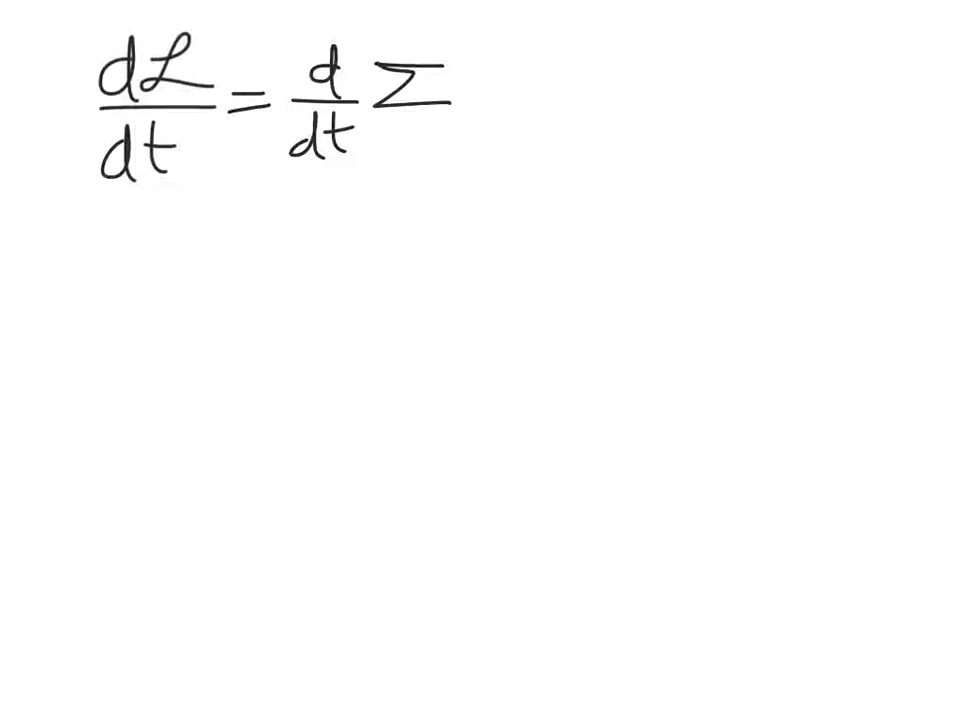 dℒ/dt = d/dt Σ